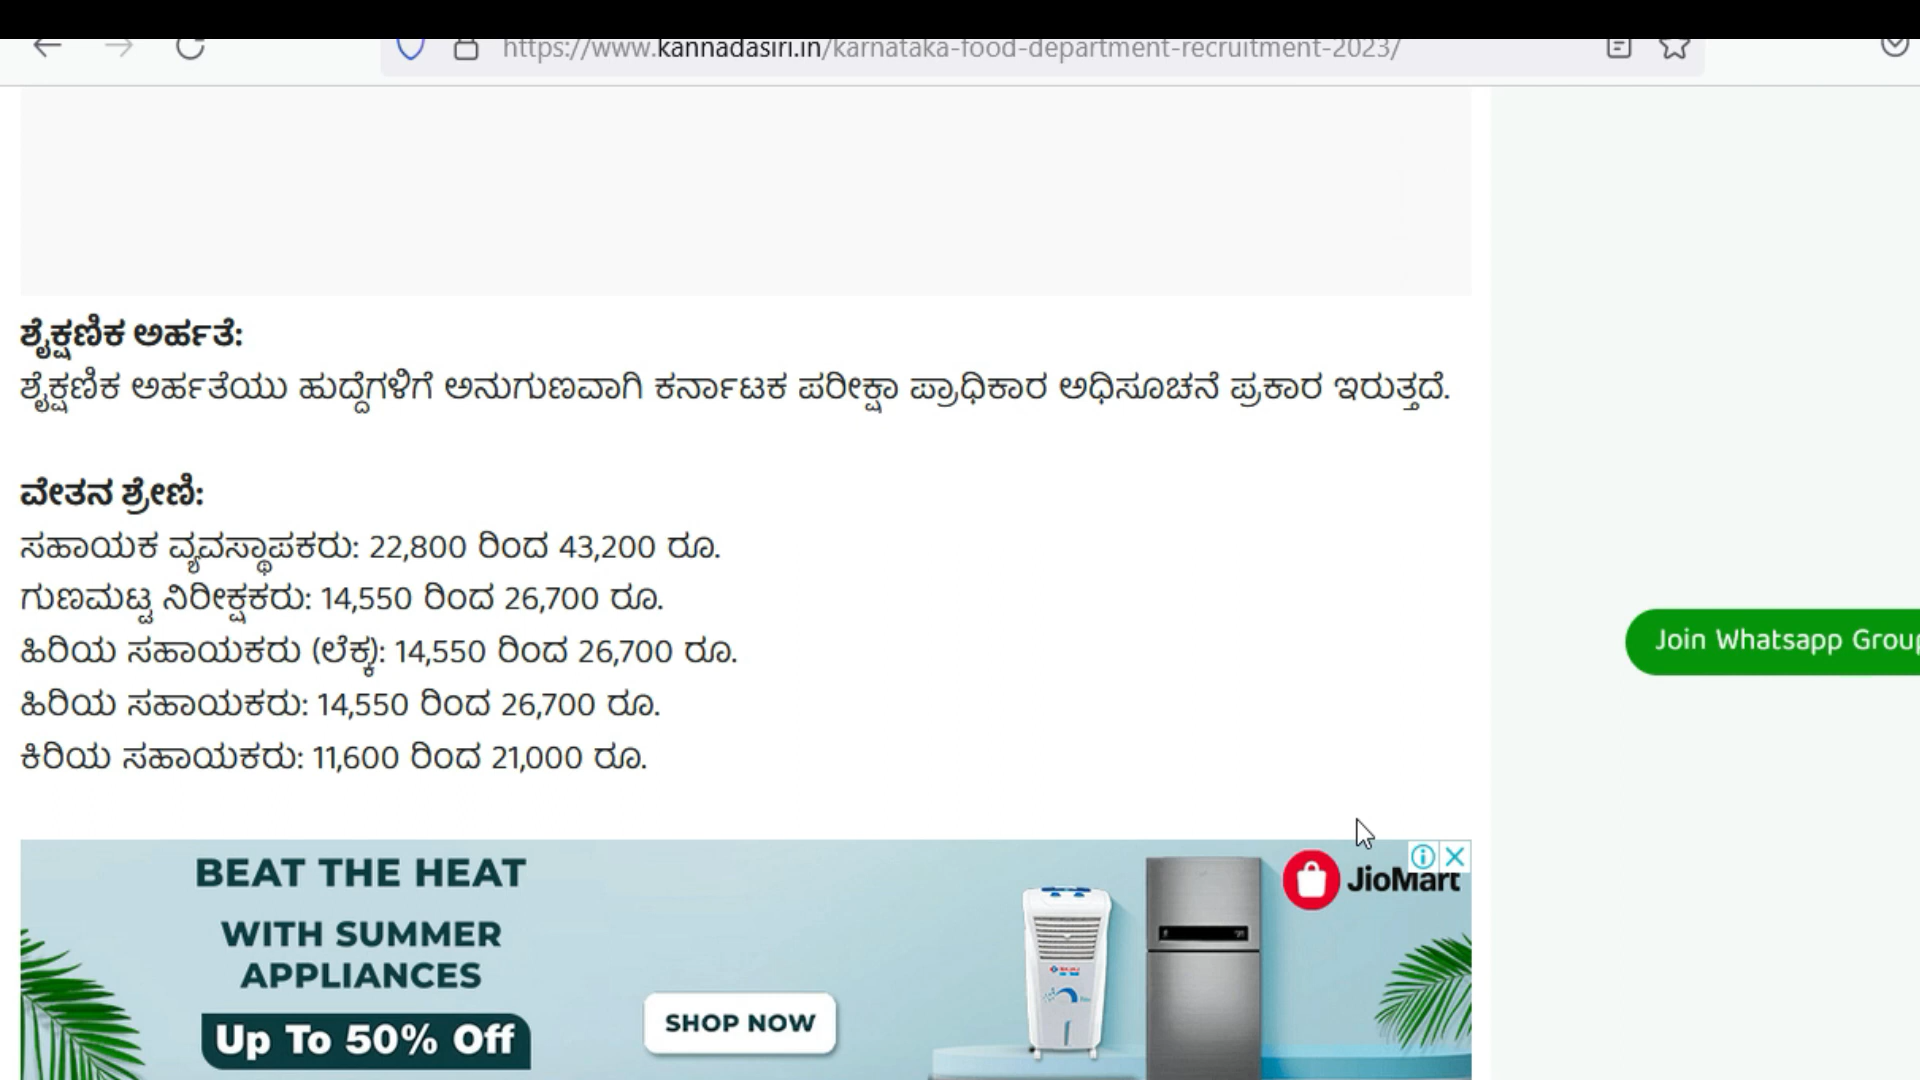 https://www.kannadasiri.in/karnataka-food-department-recruitment-2023/
ಶೈಕ್ಷಣಿಕ ಅರ್ಹತೆ:
ಶೈಕ್ಷಣಿಕ ಅರ್ಹತೆಯು ಹುದ್ದೆಗಳಿಗೆ ಅನುಗುಣವಾಗಿ ಕರ್ನಾಟಕ ಪರೀಕ್ಷಾ ಪ್ರಾಧಿಕಾರ ಅಧಿಸೂಚನೆ ಪ್ರಕಾರ ಇರುತ್ತದೆ.
ವೇತನ ಶ್ರೇಣಿ:
ಸಹಾಯಕ ವ್ಯವಸ್ಥಾಪಕರು: 22,800 ರಿಂದ 43,200 ರೂ.
ಗುಣಮಟ್ಟ ನಿರೀಕ್ಷಕರು: 14,550 ರಿಂದ 26,700 ರೂ.
ಹಿರಿಯ ಸಹಾಯಕರು (ಲೆಕ್ಕ): 14,550 ರಿಂದ 26,700 ರೂ.
Join Whatsapp Group
ಹಿರಿಯ ಸಹಾಯಕರು: 14,550 ರಿಂದ 26,700 ರೂ.
ಕಿರಿಯ ಸಹಾಯಕರು: 11,600 ರಿಂದ 21,000 ರೂ.
BEAT THE HEAT
JioMart
WITH SUMMER
APPLIANCES
SHOP NOW
Up To 50% Off